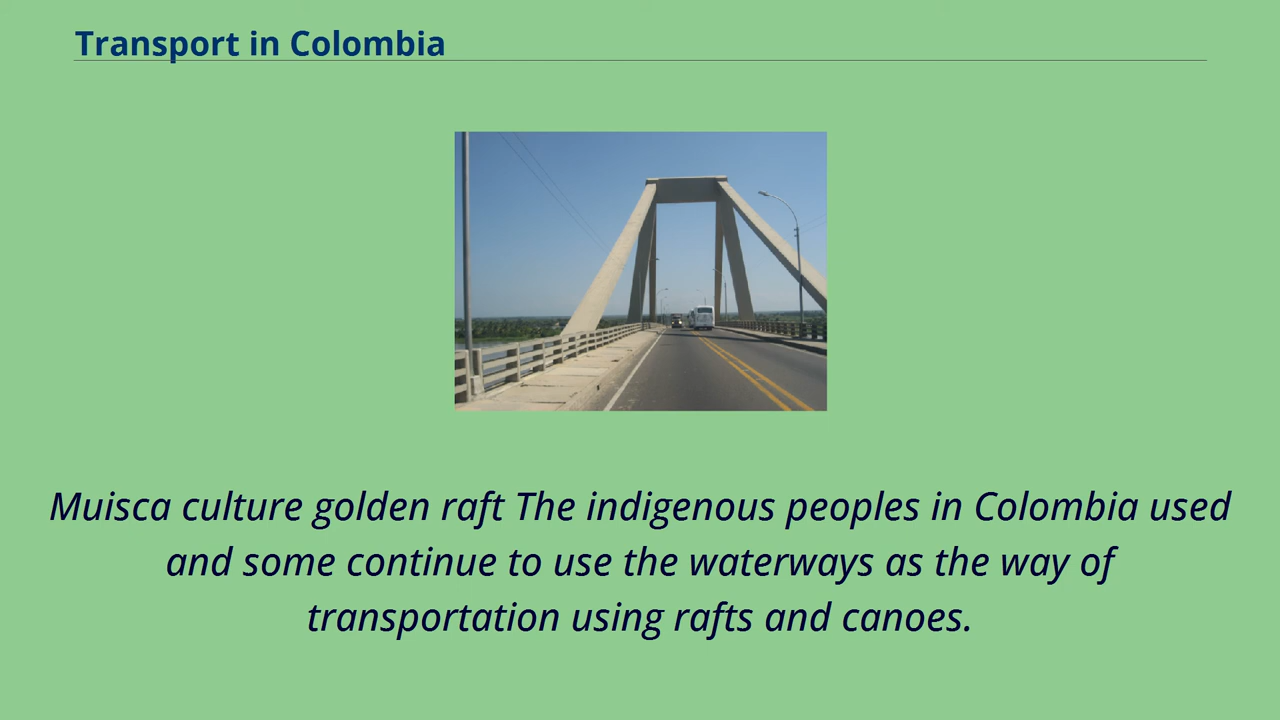 Transport in Colombia
Muisca culture golden raft The indigenous peoples in Colombia used
and some continue to use the waterways as the way of
transportation using rafts and canoes.